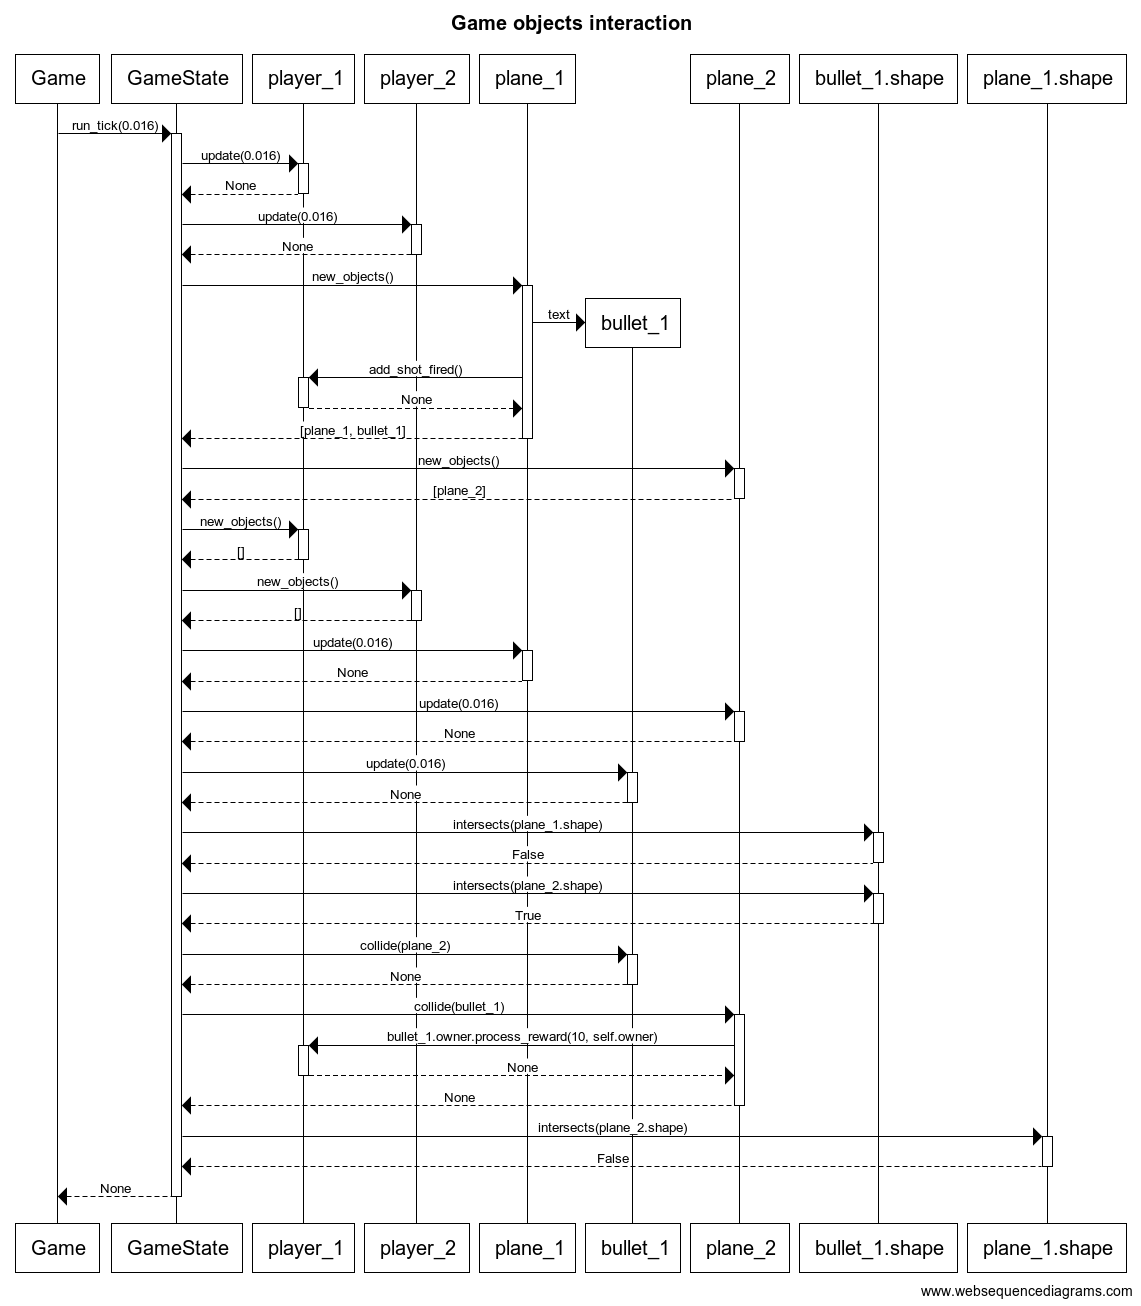 Game objects interaction
Game GameState player_1 player_2 plane_1 plane_2 bullet_1.shape plane_1.shape
run_tick(0.016)
update(0.016)
None
update(0.016)
None
new_objects()
text
bullet_1
add_shot_fired()
None
[plane_1, bullet_1]
new_objects()
[plane_2]
new_objects()
[]
new_objects()
[]
update(0.016)
None
update(0.016)
None
update(0.016)
None
intersects(plane_1.shape)
False
intersects(plane_2.shape)
True
collide(plane_2)
None
collide(bullet_1)
bullet_1.owner.process_reward(10, self.owner)
None
None
intersects(plane_2.shape)
False
None
Game GameState player_1 player_2 plane_1 bullet_1 plane_2 bullet_1.shape plane_1.shape
www.websequencediagrams.com